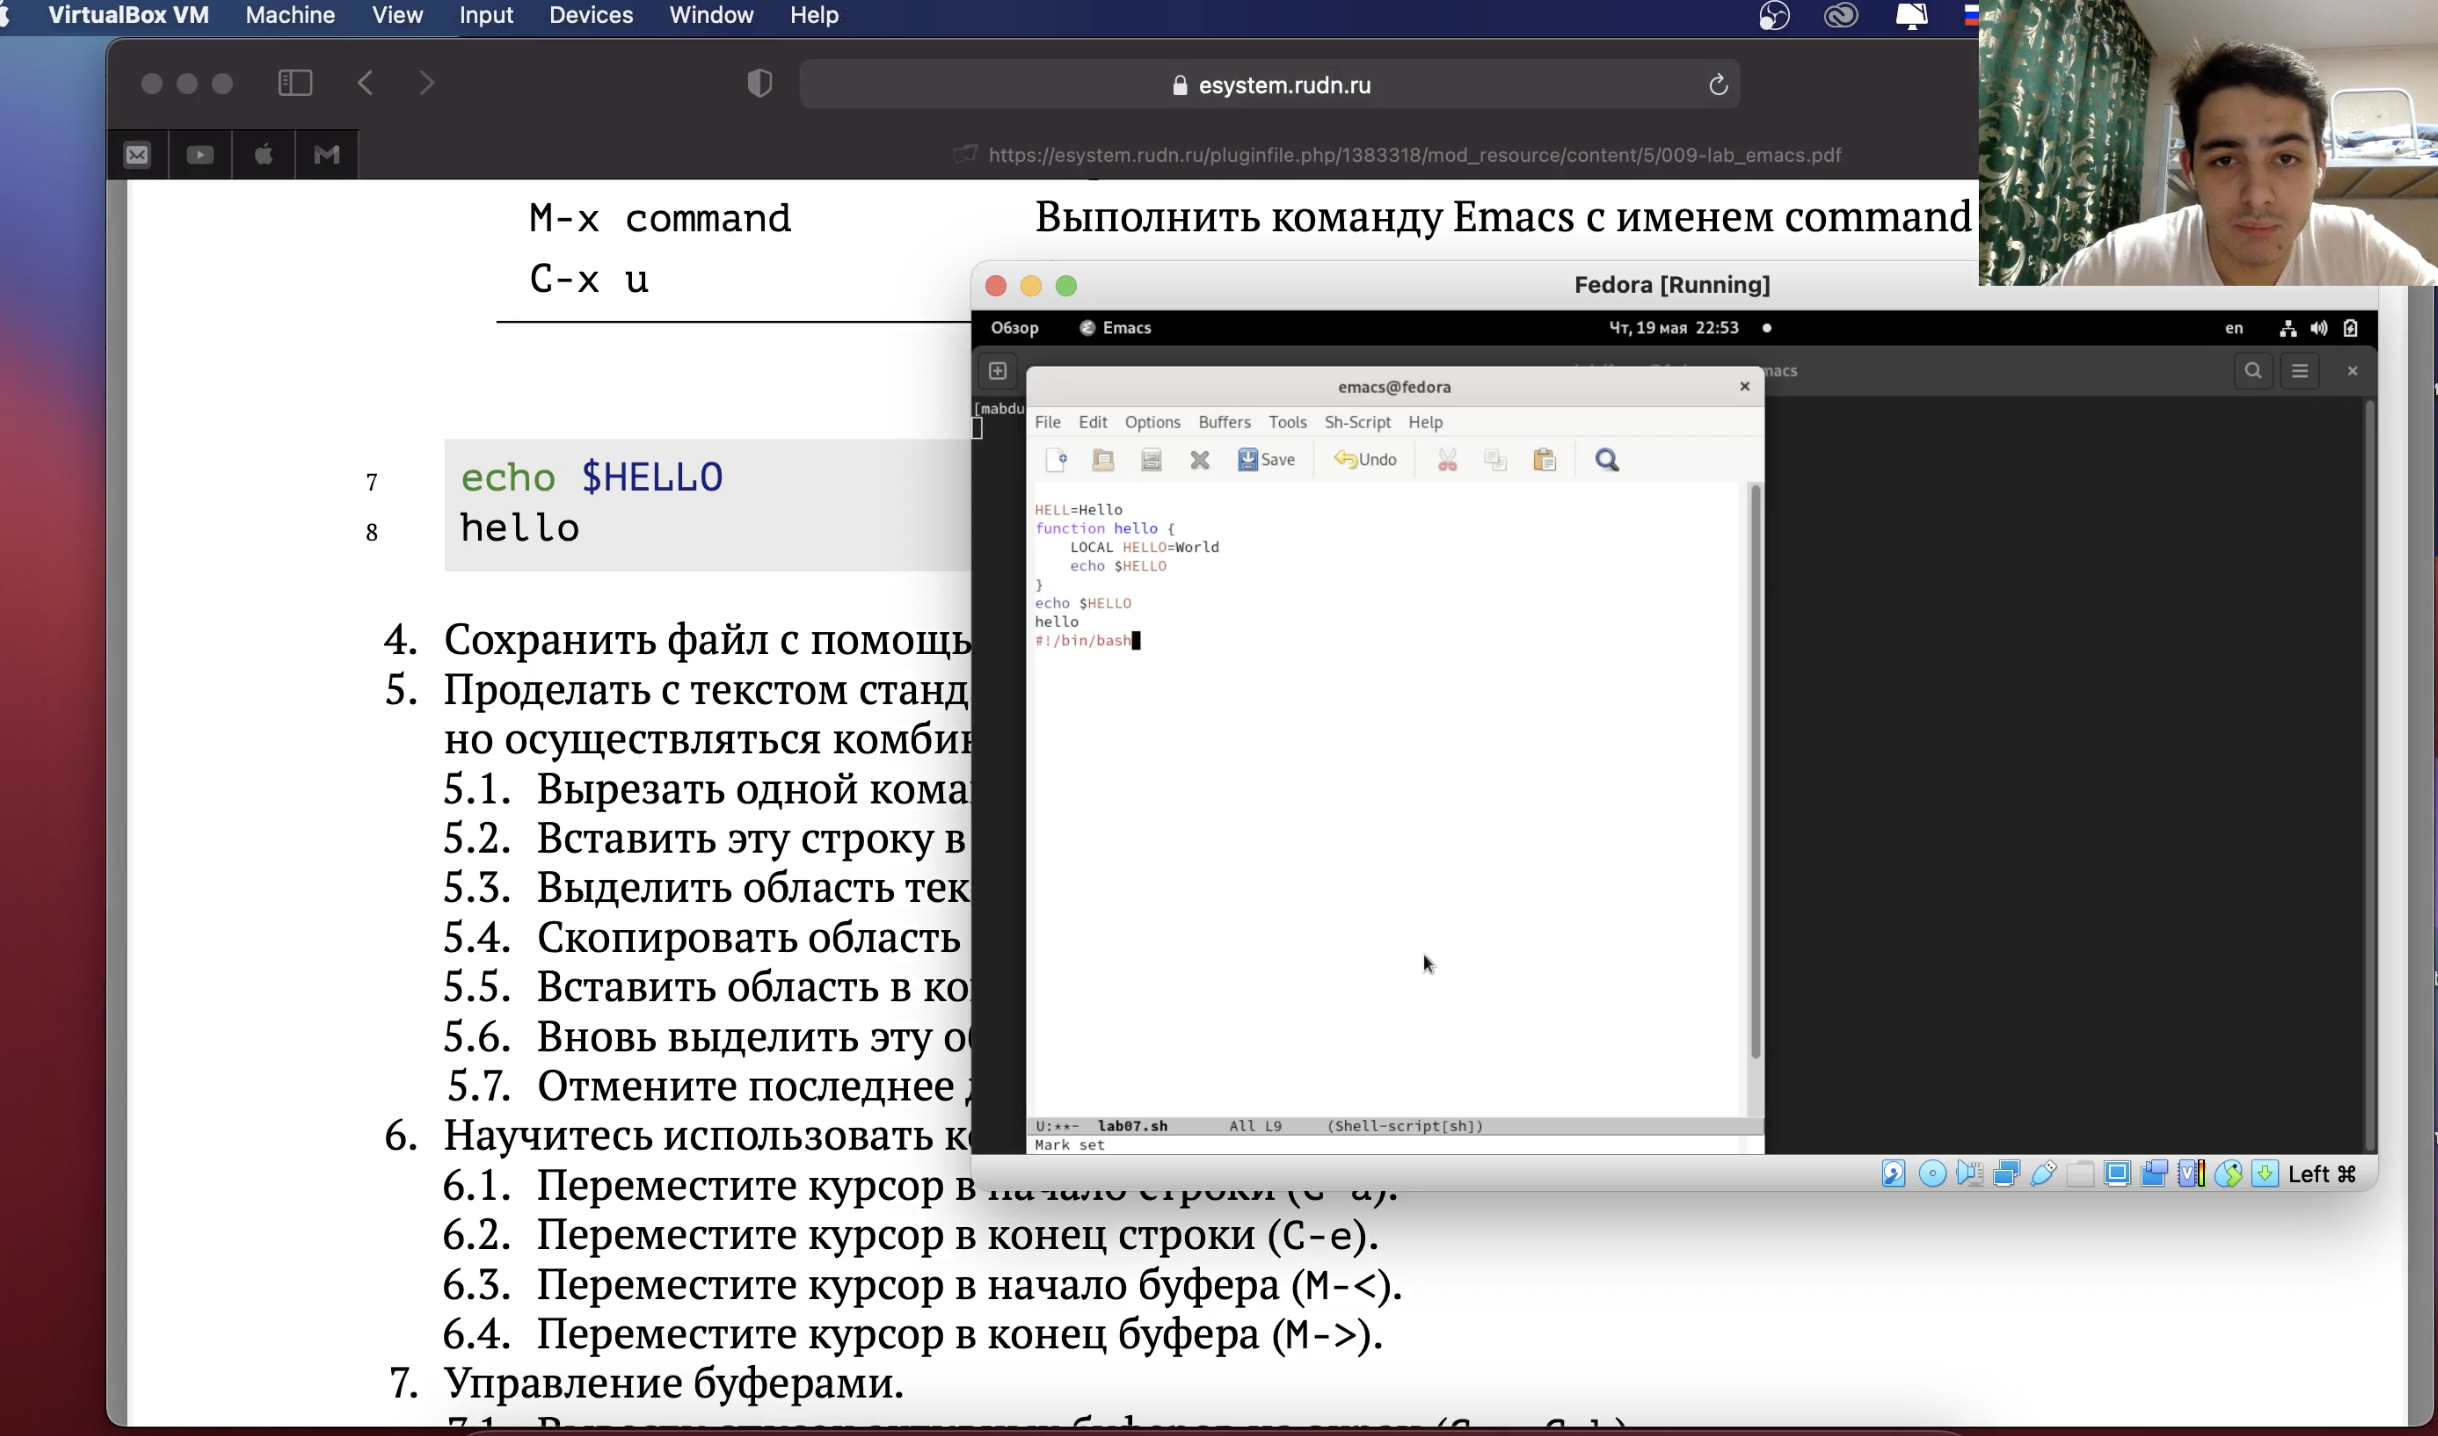 VirtualBox VM Machine View Input Devices Window Help
esystem.rudn.ru
https://esystem.rudn.ru/pluginfile.php/1383318/mod_resource/content/5/009-lab_emacs.pdf
M-x command Выполнить команду Emacs с именем command
C-x u
7 echo $HELLO
8 hello
4. Сохранить файл с помощь
5. Проделать с текстом станд
но осуществляться комбин
5.1. Вырезать одной кома
5.2. Вставить эту строку в
5.3. Выделить область тек
5.4. Скопировать область
5.5. Вставить область в ко
5.6. Вновь выделить эту о
5.7. Отмените последнее
6. Научитесь использовать к
6.1. Переместите курсор в начало строки (C-a).
6.2. Переместите курсор в конец строки (C-e).
6.3. Переместите курсор в начало буфера (M-<).
6.4. Переместите курсор в конец буфера (M->).
7. Управление буферами.
Fedora [Running]
Обзор Emacs Чт, 19 мая 22:53 en
macs
[mabdu
emacs@fedora
File Edit Options Buffers Tools Sh-Script Help
Save Undo
HELL=Hello
function hello {
LOCAL HELLO=World
echo $HELLO
}
echo $HELLO
hello
#!/bin/bash
U:**- lab07.sh All L9 (Shell-script[sh])
Mark set
Left ⌘